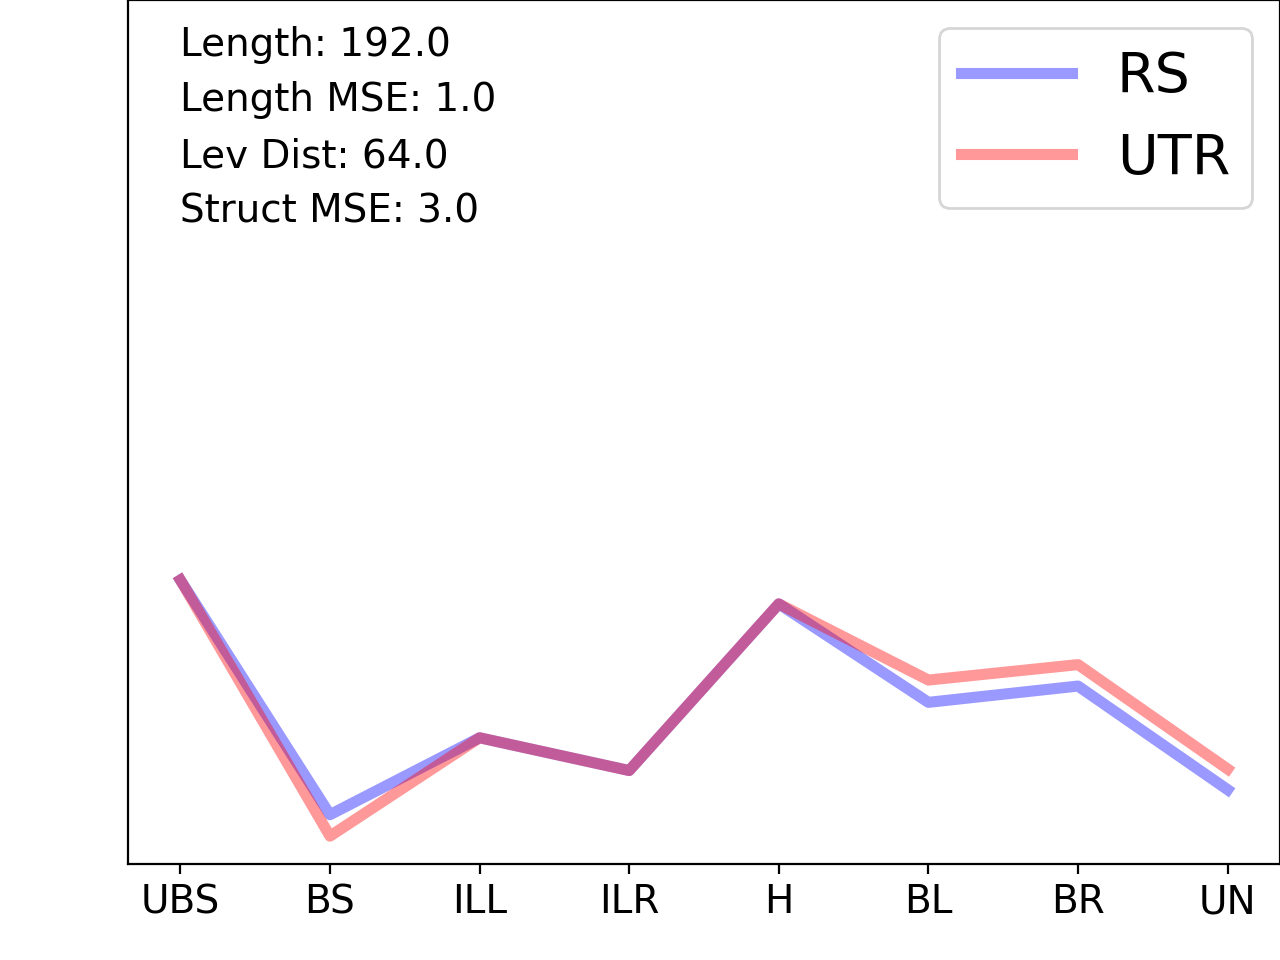 Length: 192.0
Length MSE: 1.0
Lev Dist: 64.0
Struct MSE: 3.0
RS
UTR
UBS BS ILL ILR H BL BR UN